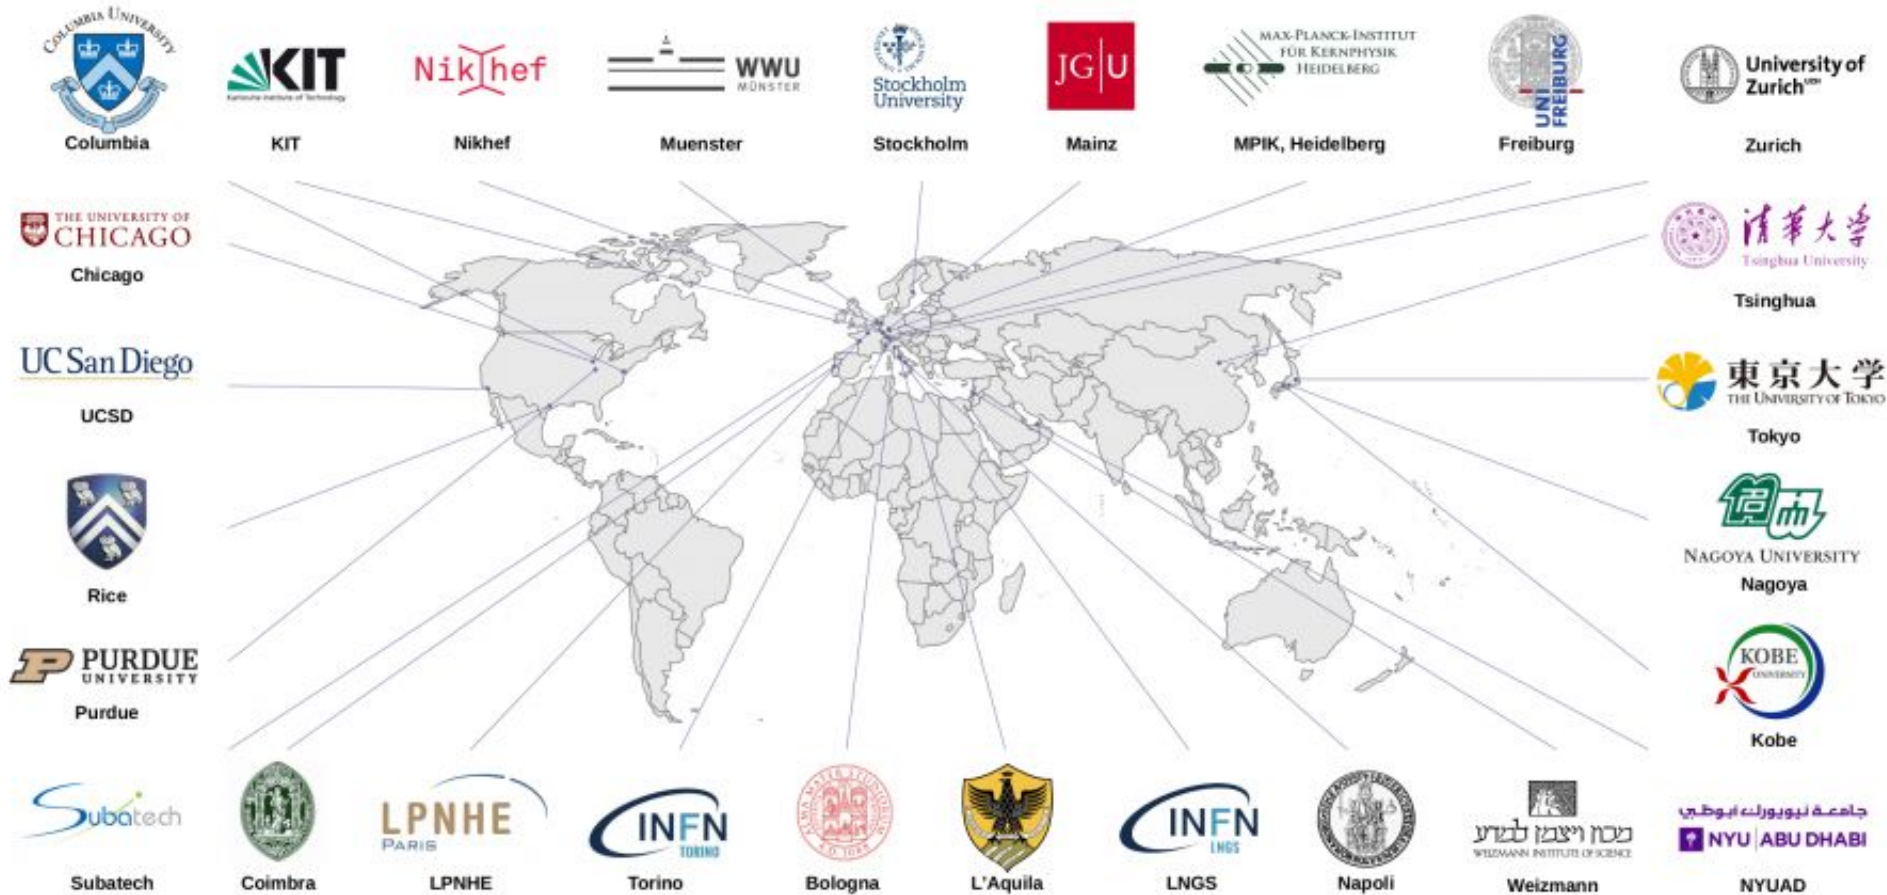 COLUMBIA UNIVERSITY
Columbia
KIT
Karlsruhe Institute of Technology
KIT
Nikhef
Nikhef
WWU
MÜNSTER
Muenster
Stockholm
University
Stockholm
JG|U
Mainz
MAX-PLANCK-INSTITUT
FÜR KERNPHYSIK
HEIDELBERG
MPIK, Heidelberg
UNI
FREIBURG
Freiburg
University of
Zurich
Zurich
THE UNIVERSITY OF
CHICAGO
Chicago
清華大学
Tsinghua University
Tsinghua
UC San Diego
UCSD
東京大学
THE UNIVERSITY OF TOKYO
Tokyo
Rice
NAGOYA UNIVERSITY
Nagoya
PURDUE
UNIVERSITY
Purdue
KOBE
UNIVERSITY
Kobe
Subatech
Subatech
Coimbra
LPNHE
PARIS
LPNHE
INFN
TORINO
Torino
ALMA MATER STUDIORUM
Bologna
L'Aquila
INFN
LNGS
LNGS
Napoli
מכון ויצמן למדע
WEIZMANN INSTITUTE OF SCIENCE
Weizmann
جامعة نيويورك ابوظبي
NYU | ABU DHABI
NYUAD